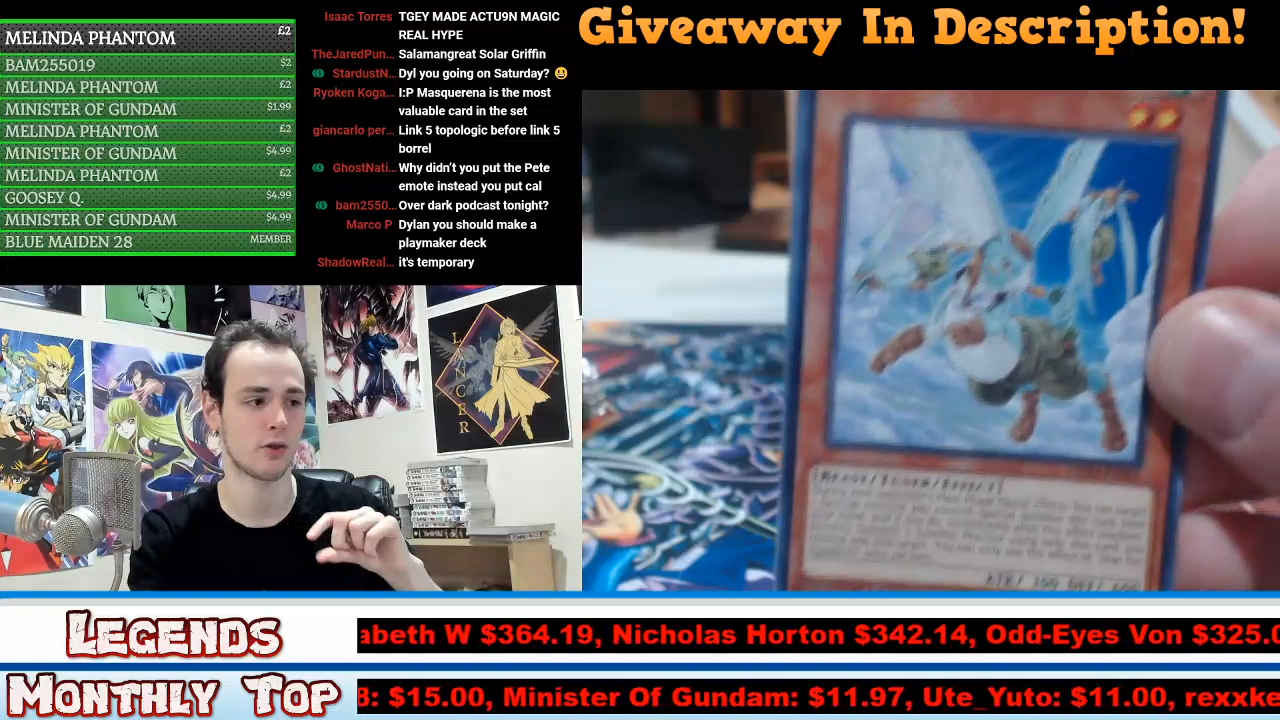 MELINDA PHANTOM £2
BAM255019 $2
MELINDA PHANTOM £2
MINISTER OF GUNDAM $1.99
MELINDA PHANTOM £2
MINISTER OF GUNDAM $4.99
MELINDA PHANTOM £2
GOOSEY Q. $4.99
MINISTER OF GUNDAM $4.99
BLUE MAIDEN 28 MEMBER
Isaac Torres TGEY MADE ACTU9N MAGIC
REAL HYPE
TheJaredPun... Salamangreat Solar Griffin
StardustN... Dyl you going on Saturday? 😃
Ryoken Koga... I:P Masquerena is the most
valuable card in the set
giancarlo per... Link 5 topologic before link 5
borrel
GhostNati... Why didn't you put the Pete
emote instead you put cal
bam2550... Over dark podcast tonight?
Marco P Dylan you should make a
playmaker deck
ShadowReal... it's temporary
Giveaway In Description!
LANCER
LEGENDS
abeth W $364.19, Nicholas Horton $342.14, Odd-Eyes Von $325.0
MONTHLY TOP
: $15.00, Minister Of Gundam: $11.97, Ute_Yuto: $11.00, rexxke